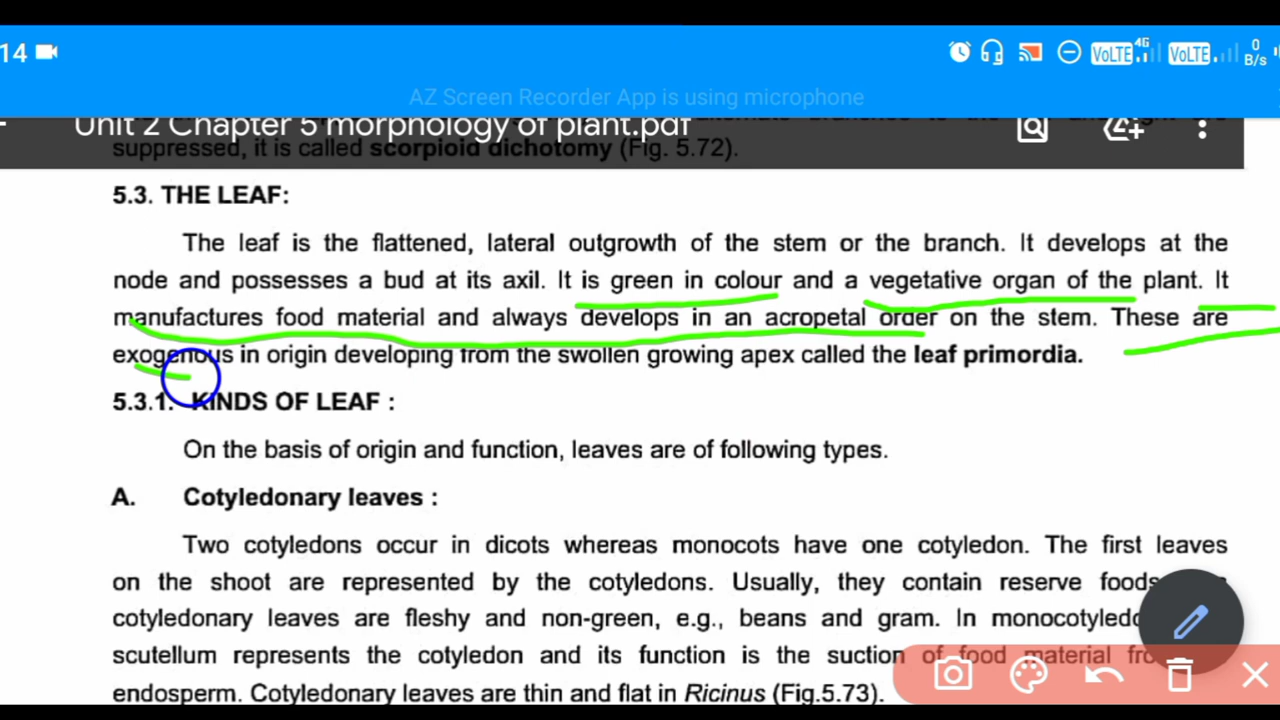 14
4G
VoLTE VoLTE 0 B/s
AZ Screen Recorder App is using microphone
Unit 2 Chapter 5 morphology of plant.pdf
suppressed, it is called scorpioid dichotomy (Fig. 5.72).
5.3. THE LEAF:
The leaf is the flattened, lateral outgrowth of the stem or the branch. It develops at the
node and possesses a bud at its axil. It is green in colour and a vegetative organ of the plant. It
manufactures food material and always develops in an acropetal order on the stem. These are
exogenous in origin developing from the swollen growing apex called the leaf primordia.
5.3.1. KINDS OF LEAF :
On the basis of origin and function, leaves are of following types.
A. Cotyledonary leaves :
Two cotyledons occur in dicots whereas monocots have one cotyledon. The first leaves
on the shoot are represented by the cotyledons. Usually, they contain reserve foods
cotyledonary leaves are fleshy and non-green, e.g., beans and gram. In
scutellum represents the cotyledon and its function is the suction of food material
endosperm. Cotyledonary leaves are thin and flat in Ricinus (Fig.5.73).